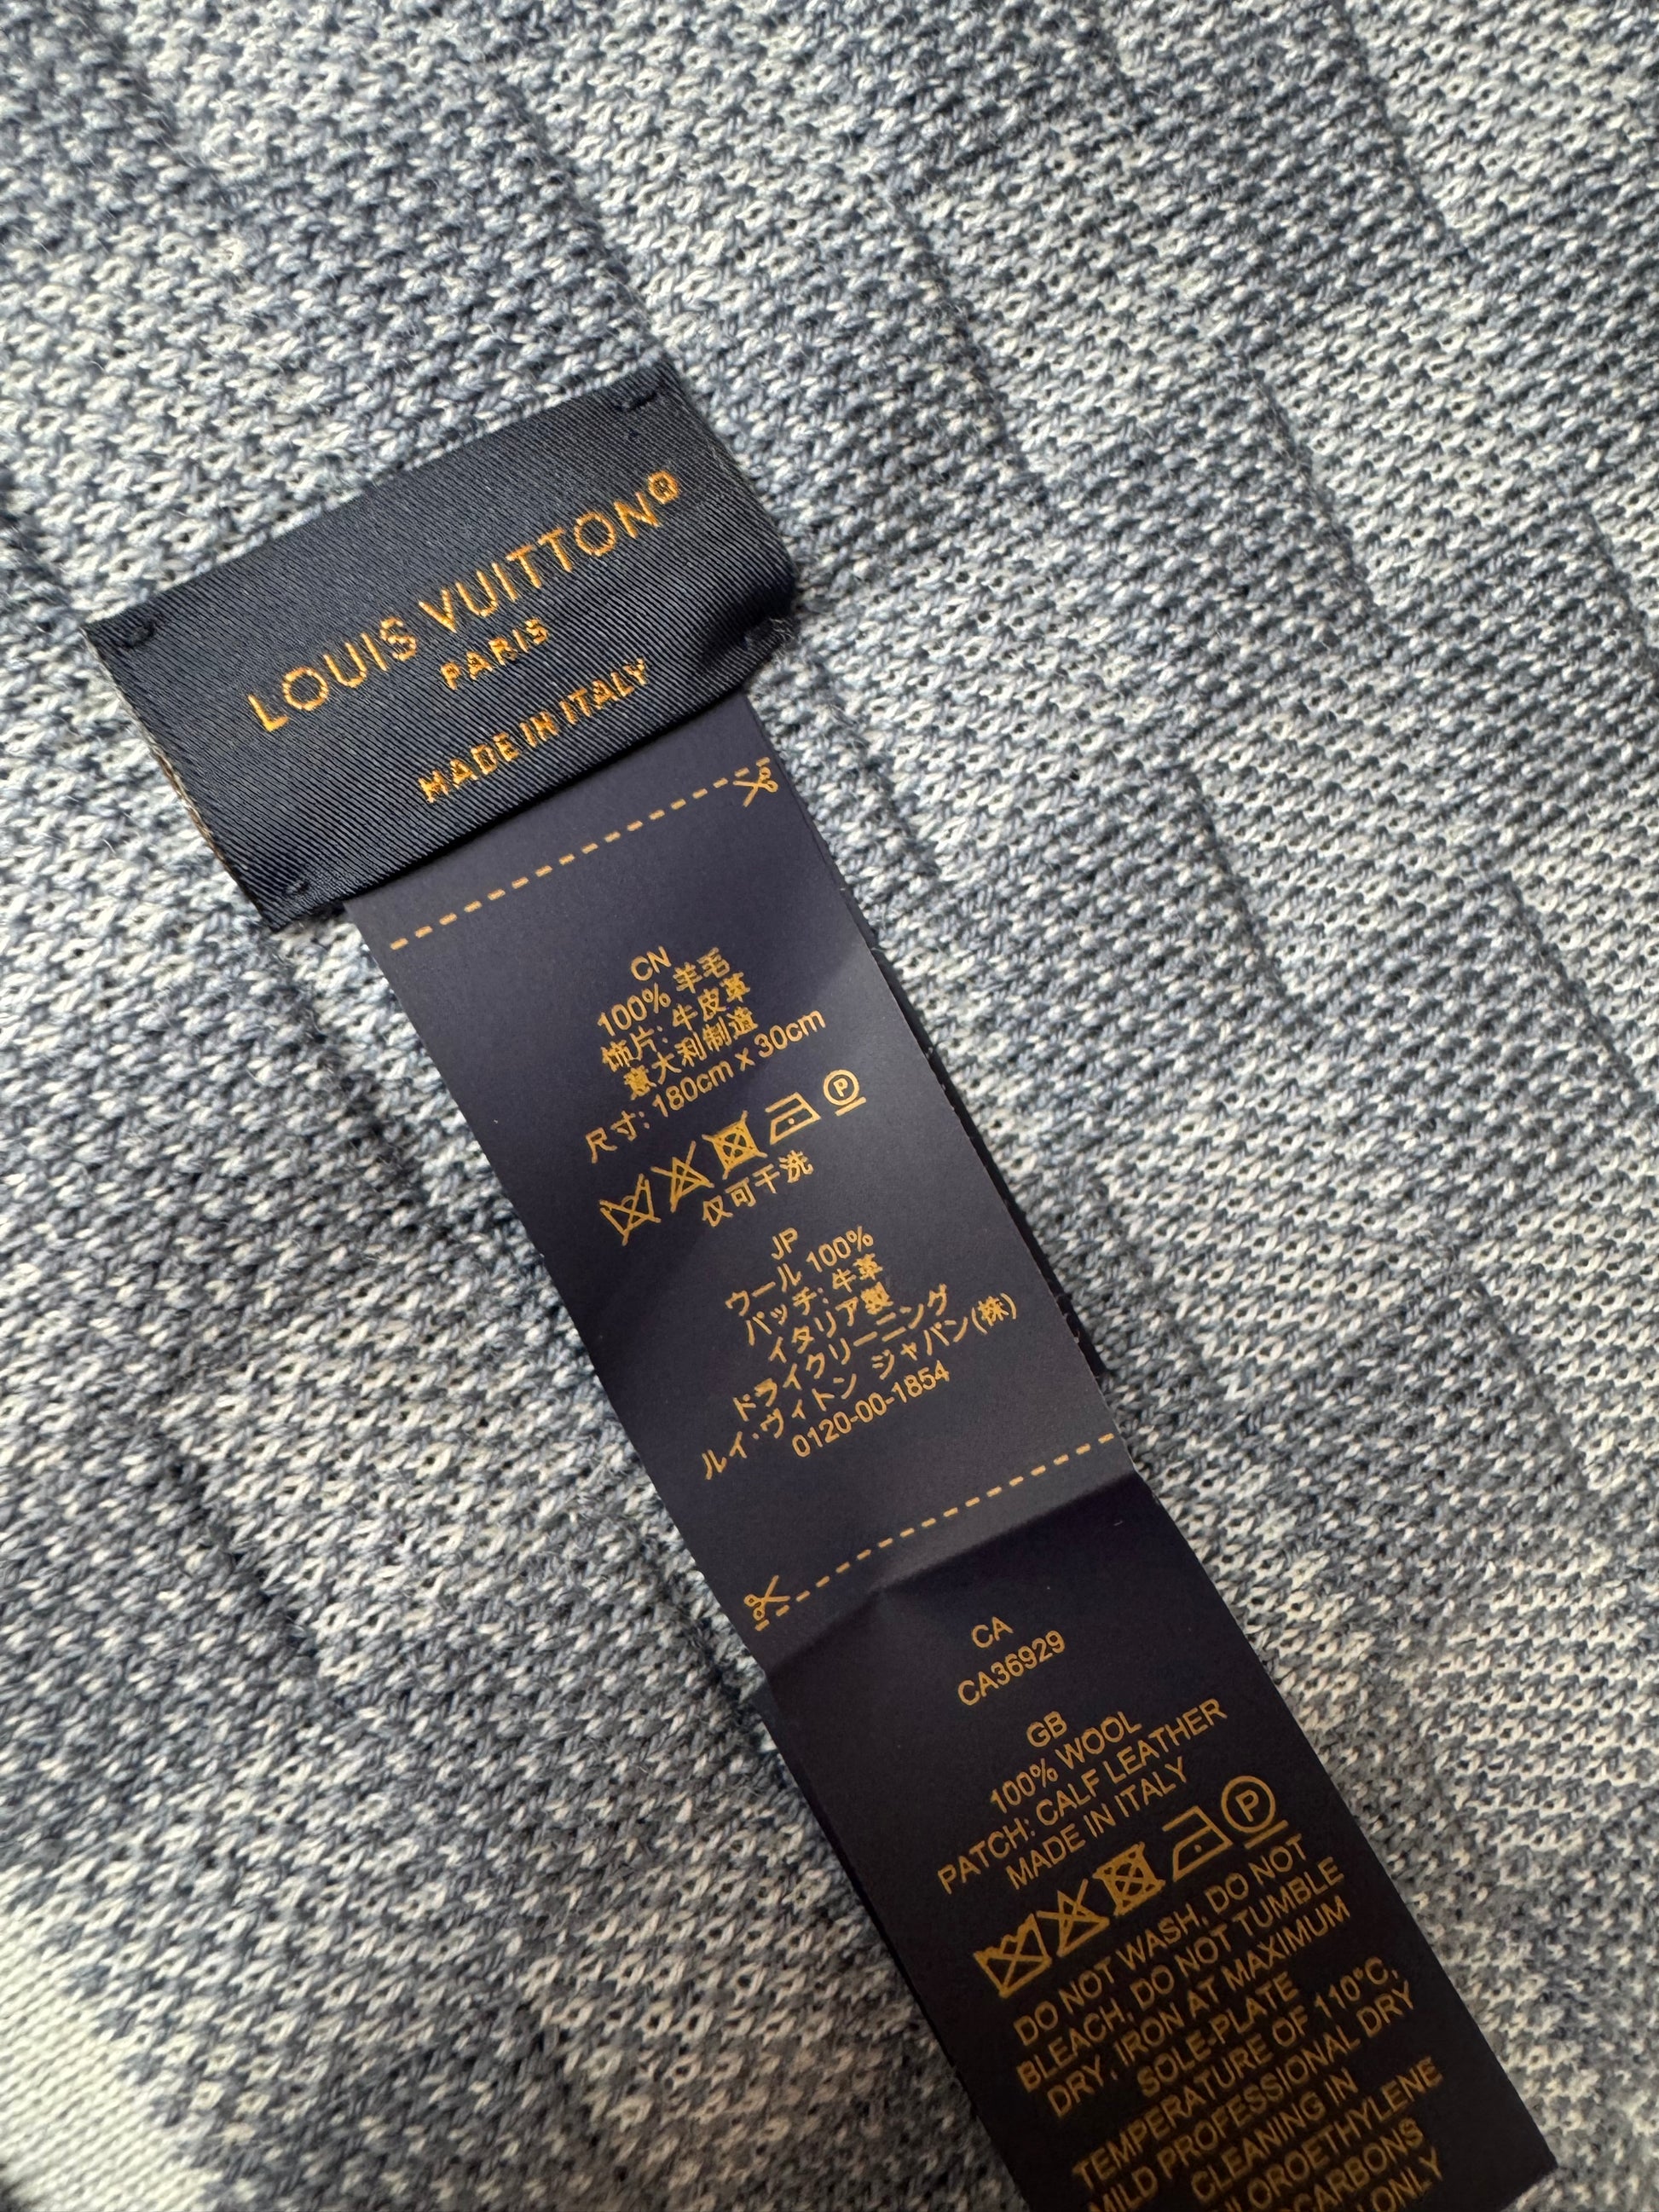 LOUIS VUITTON®
PARIS
MADE IN ITALY
CN
100% 羊毛
饰片: 牛皮革
意大利制造
尺寸: 180cm x 30cm
P
仅可干洗
JP
ウール 100%
パッチ: 牛革
イタリア製
ドライクリーニング
ルイ・ヴィトン ジャパン(株)
0120-00-1854
CA
CA36929
GB
100% WOOL
PATCH: CALF LEATHER
MADE IN ITALY
P
DO NOT WASH, DO NOT
BLEACH, DO NOT TUMBLE
DRY, IRON AT MAXIMUM
SOLE-PLATE
TEMPERATURE OF 110°C,
MILD PROFESSIONAL DRY
CLEANING IN
ONLY